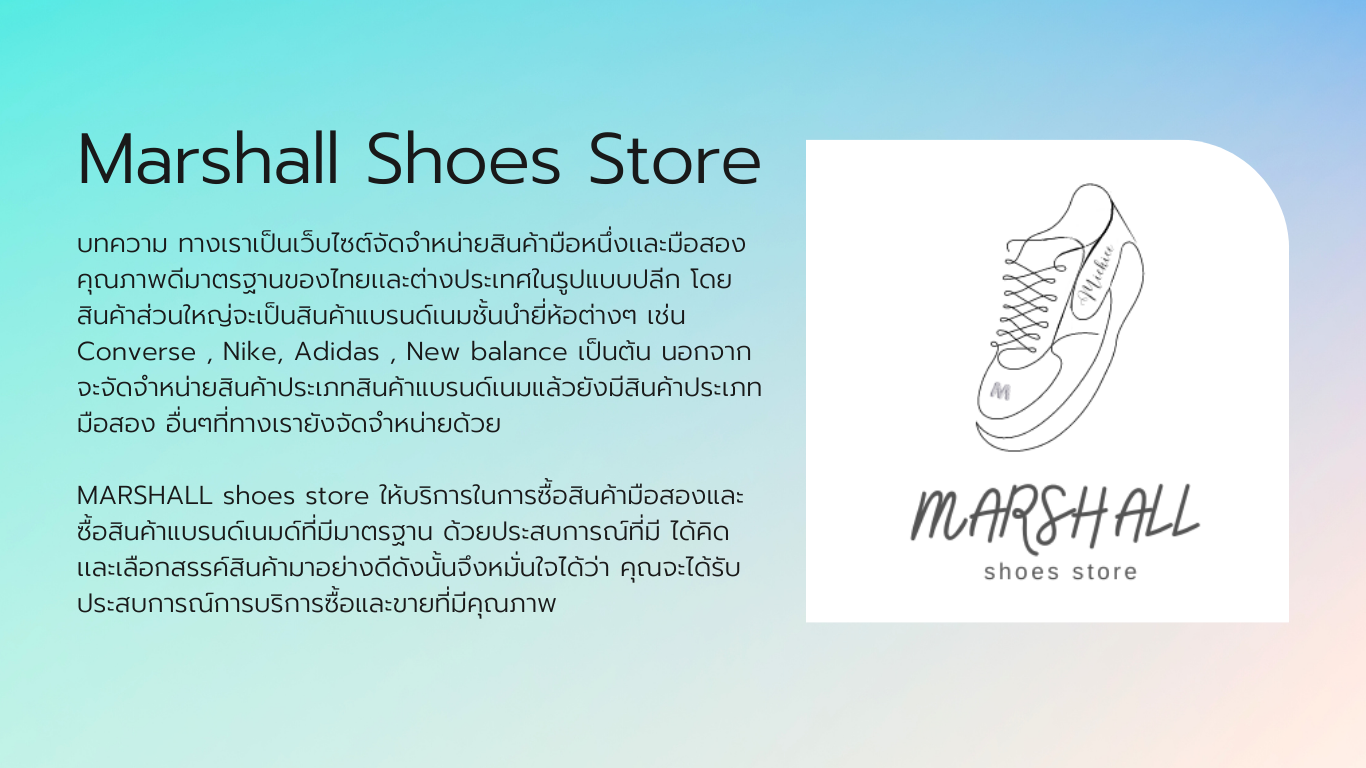 Marshall Shoes Store
บทความ ทางเราเป็นเว็บไซต์จัดจำหน่ายสินค้ามือหนึ่งและมือสอง
คุณภาพดีมาตรฐานของไทยและต่างประเทศในรูปแบบปลีก โดย
สินค้าส่วนใหญ่จะเป็นสินค้าแบรนด์เนมชั้นนำยี่ห้อต่างๆ เช่น
Converse , Nike, Adidas , New balance เป็นต้น นอกจาก
จะจัดจำหน่ายสินค้าประเภทสินค้าแบรนด์เนมแล้วยังมีสินค้าประเภท
มือสอง อื่นๆที่ทางเรายังจัดจำหน่ายด้วย
MARSHALL shoes store ให้บริการในการซื้อสินค้ามือสองและ
ซื้อสินค้าแบรนด์เนมด์ที่มีมาตรฐาน ด้วยประสบการณ์ที่มี ได้คิด
และเลือกสรรค์สินค้ามาอย่างดีดังนั้นจึงหมั่นใจได้ว่า คุณจะได้รับ
ประสบการณ์การบริการซื้อและขายที่มีคุณภาพ
M
MARSHALL
shoes store